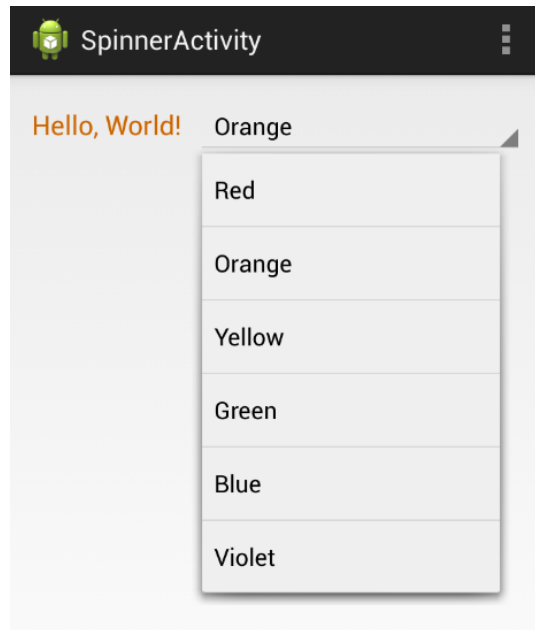 SpinnerActivity
Hello, World! Orange
Red
Orange
Yellow
Green
Blue
Violet